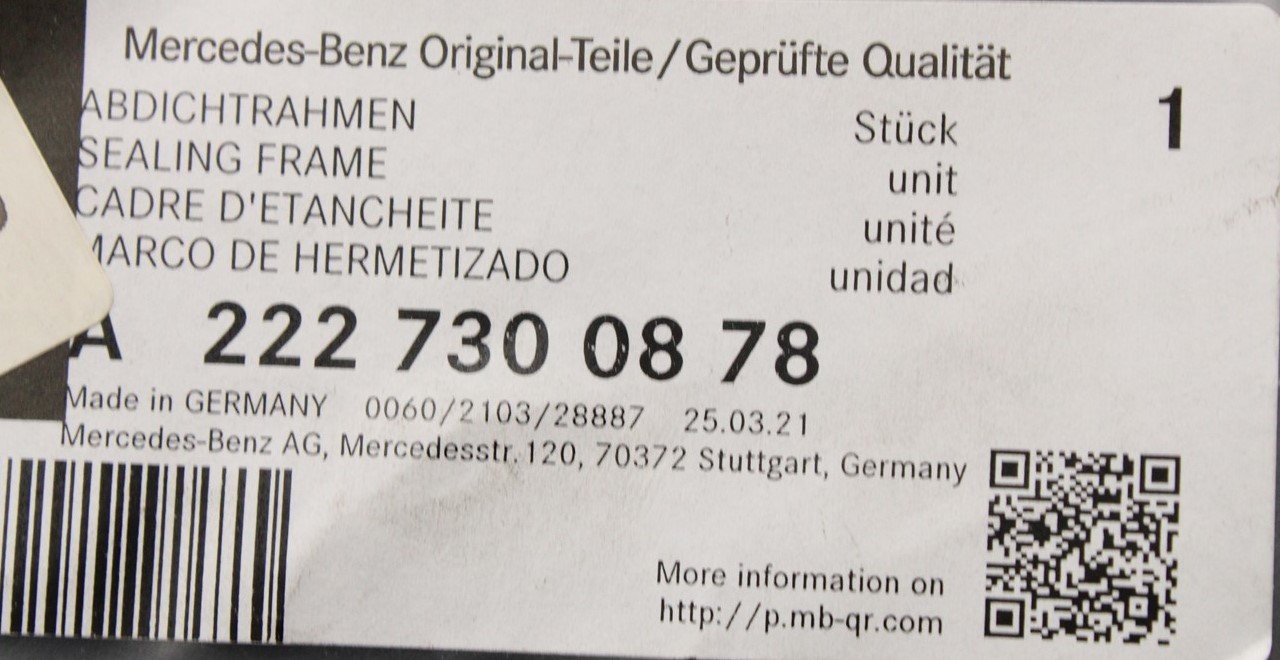 Mercedes-Benz Original-Teile/Geprüfte Qualität
ABDICHTRAHMEN Stück 1
SEALING FRAME unit
CADRE D'ETANCHEITE unité
MARCO DE HERMETIZADO unidad
A 222 730 08 78
Made in GERMANY 0060/2103/28887 25.03.21
Mercedes-Benz AG, Mercedesstr. 120, 70372 Stuttgart, Germany
More information on
http://p.mb-qr.com